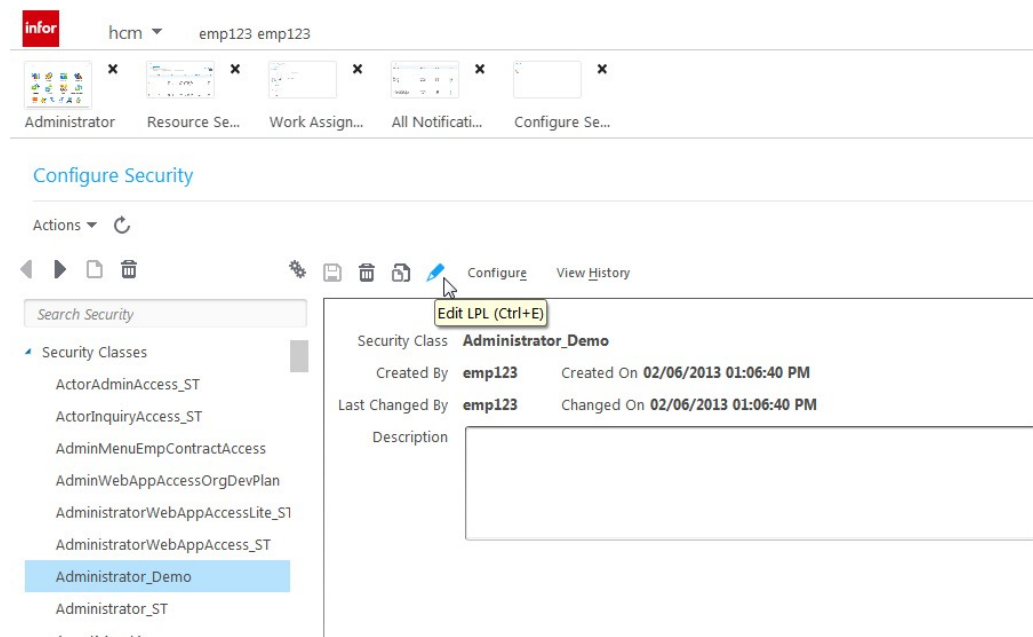 infor
hcm emp123 emp123
Administrator Resource Se... Work Assign... All Notificati... Configure Se...
Configure Security
Actions
Configure View History
Search Security
Edit LPL (Ctrl+E)
Security Classes
ActorAdminAccess_ST
ActorInquiryAccess_ST
AdminMenuEmpContractAccess
AdminWebAppAccessOrgDevPlan
AdministratorWebAppAccessLite_ST
AdministratorWebAppAccess_ST
Administrator_Demo
Administrator_ST
Security Class Administrator_Demo
Created By emp123 Created On 02/06/2013 01:06:40 PM
Last Changed By emp123 Changed On 02/06/2013 01:06:40 PM
Description